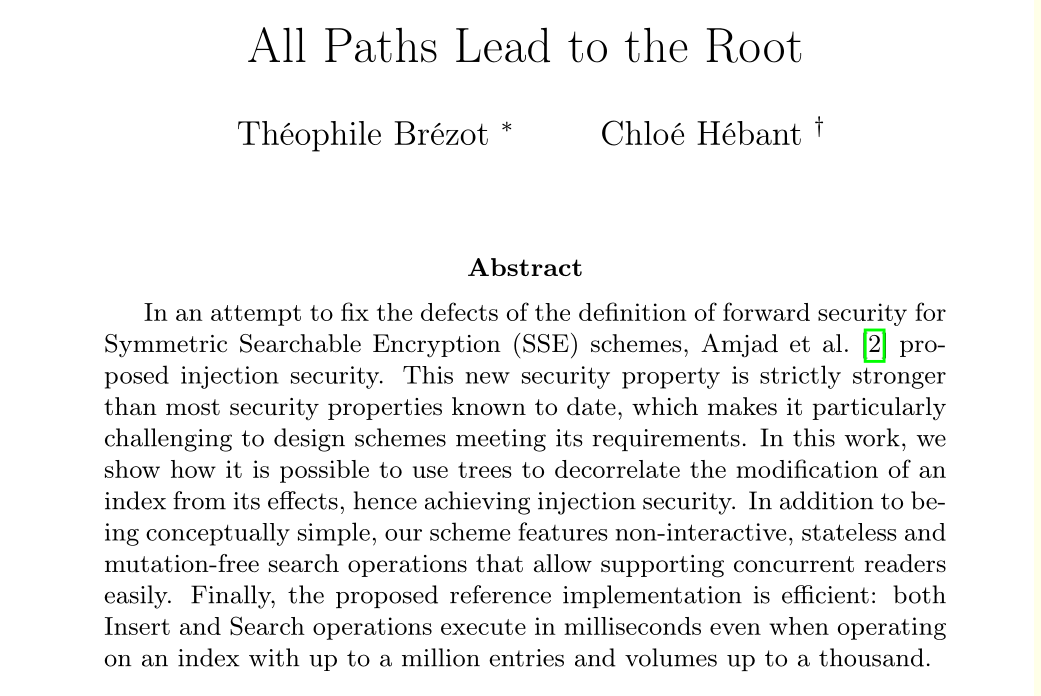 All Paths Lead to the Root
Théophile Brézot * Chloé Hébant †
Abstract
In an attempt to fix the defects of the definition of forward security for
Symmetric Searchable Encryption (SSE) schemes, Amjad et al. [2] pro-
posed injection security. This new security property is strictly stronger
than most security properties known to date, which makes it particularly
challenging to design schemes meeting its requirements. In this work, we
show how it is possible to use trees to decorrelate the modification of an
index from its effects, hence achieving injection security. In addition to be-
ing conceptually simple, our scheme features non-interactive, stateless and
mutation-free search operations that allow supporting concurrent readers
easily. Finally, the proposed reference implementation is efficient: both
Insert and Search operations execute in milliseconds even when operating
on an index with up to a million entries and volumes up to a thousand.